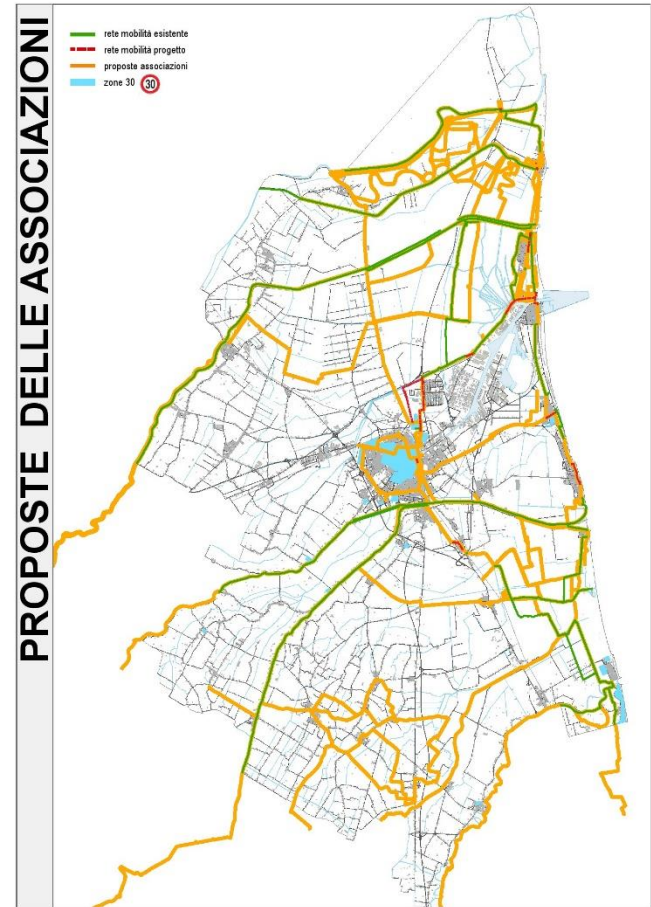 PROPOSTE DELLE ASSOCIAZIONI
rete mobilità esistente
rete mobilità progetto
proposte associazioni
zone 30 30